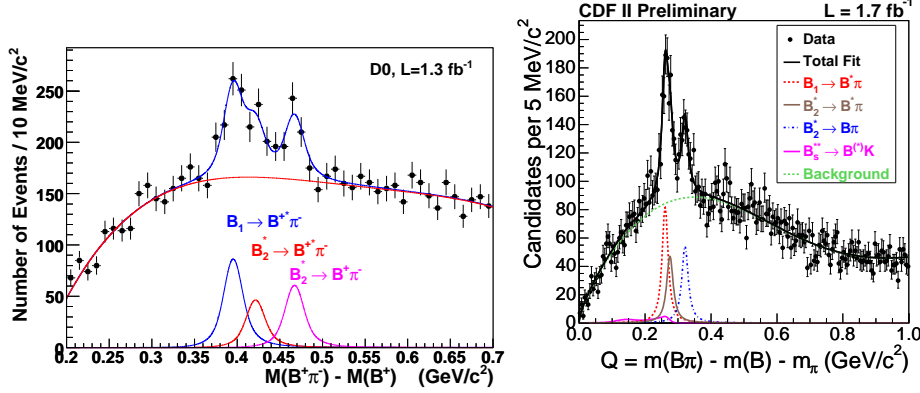 Number of Events / 10 MeV/c²
250
200
150
100
50
0
D0, L=1.3 fb⁻¹
B₁→B⁺*π⁻
B₂*→B⁺*π⁻
B₂*→B⁺π⁻
0.2 0.25 0.3 0.35 0.4 0.45 0.5 0.55 0.6 0.65 0.7
M(B⁺π⁻) - M(B⁺) (GeV/c²)
CDF II Preliminary L = 1.7 fb⁻¹
Candidates per 5 MeV/c²
200
180
160
140
120
100
80
60
40
20
0
Data
Total Fit
B₁→ B*π
B₂*→ B*π
B₂*→ Bπ
Bₛ**→ B⁽*⁾K
Background
0.0 0.2 0.4 0.6 0.8 1.0
Q = m(Bπ) - m(B) - m_π (GeV/c²)